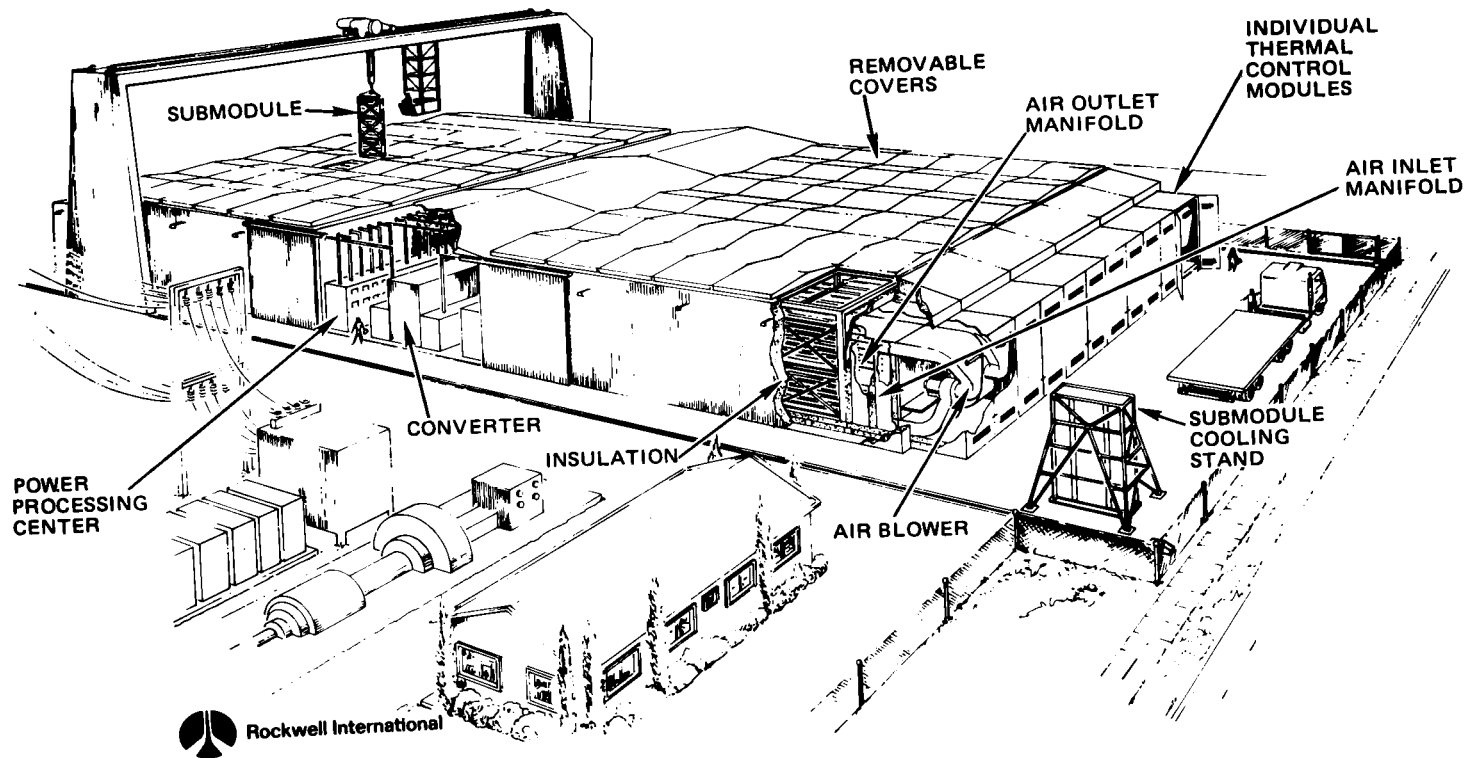 SUBMODULE
REMOVABLE
COVERS
AIR OUTLET
MANIFOLD
INDIVIDUAL
THERMAL
CONTROL
MODULES
AIR INLET
MANIFOLD
POWER
PROCESSING
CENTER
CONVERTER
INSULATION
AIR BLOWER
SUBMODULE
COOLING
STAND
Rockwell International